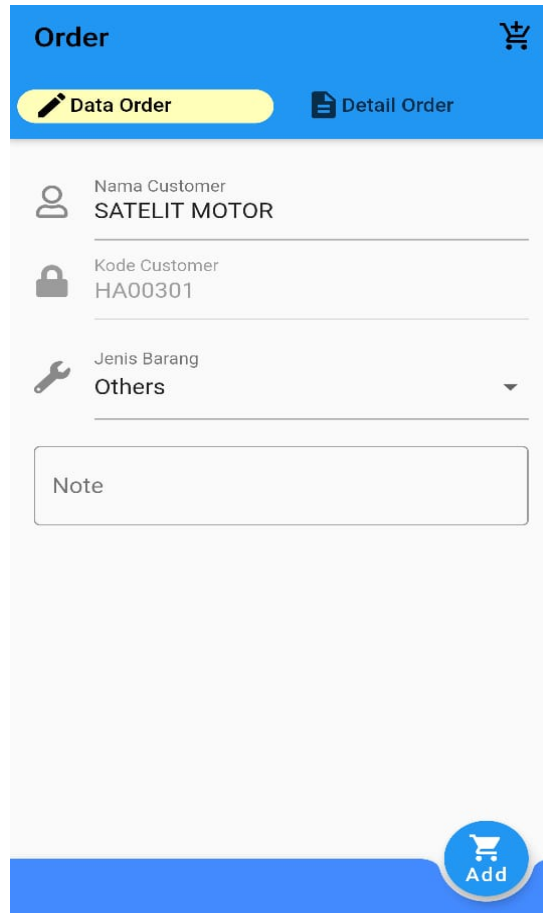 Order
Data Order
Detail Order
Nama Customer
SATELIT MOTOR
Kode Customer
HA00301
Jenis Barang
Others
Note
Add